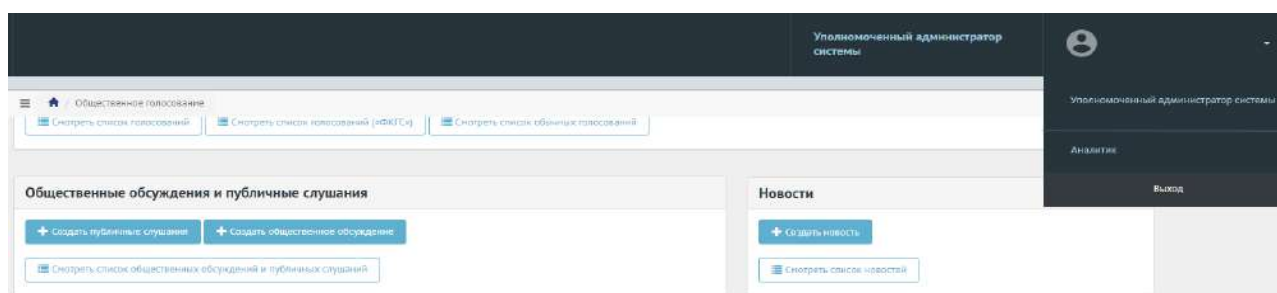 Уполномоченный администратор
системы
/ Общественное голосование
Уполномоченный администратор системы
Смотреть список голосований
Смотреть список голосований («ФКГС»)
Смотреть список обычных голосований
Аналитик
Выход
Общественные обсуждения и публичные слушания
Новости
Создать публичные слушания
Создать общественное обсуждение
Создать новость
Смотреть список общественных обсуждений и публичных слушаний
Смотреть список новостей